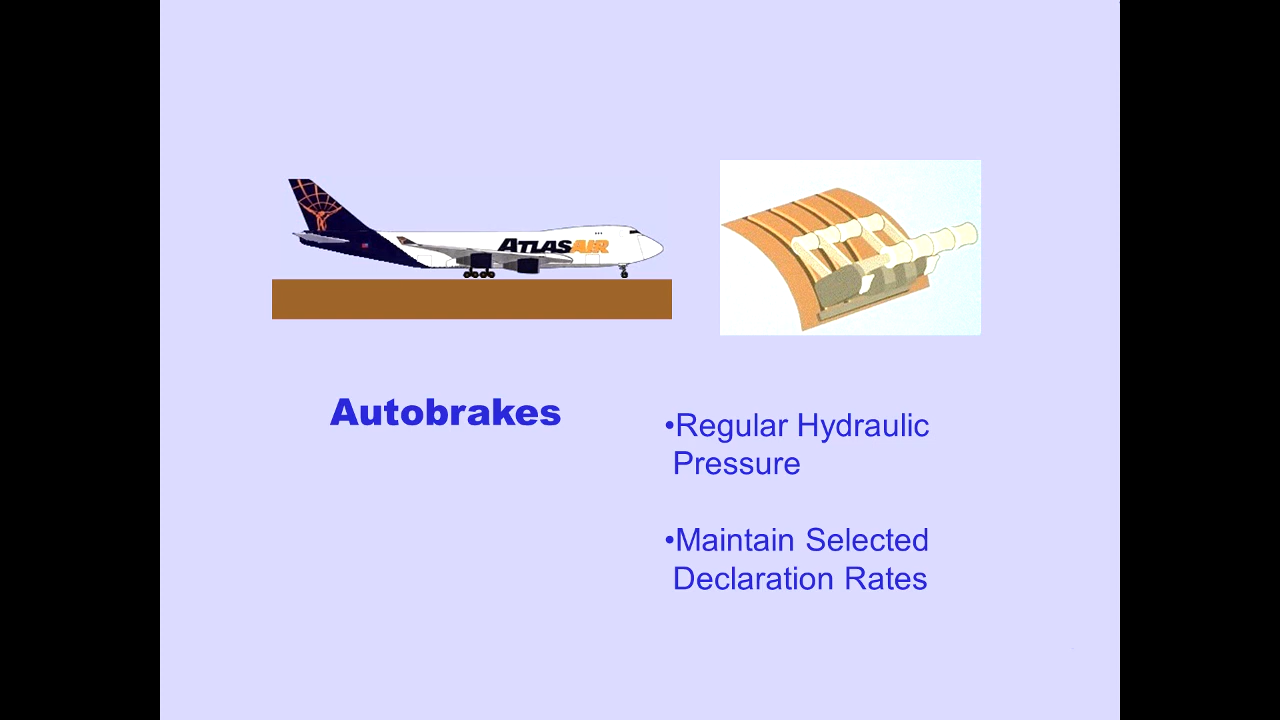 ATLASAIR
Autobrakes
•Regular Hydraulic
Pressure
•Maintain Selected
Declaration Rates